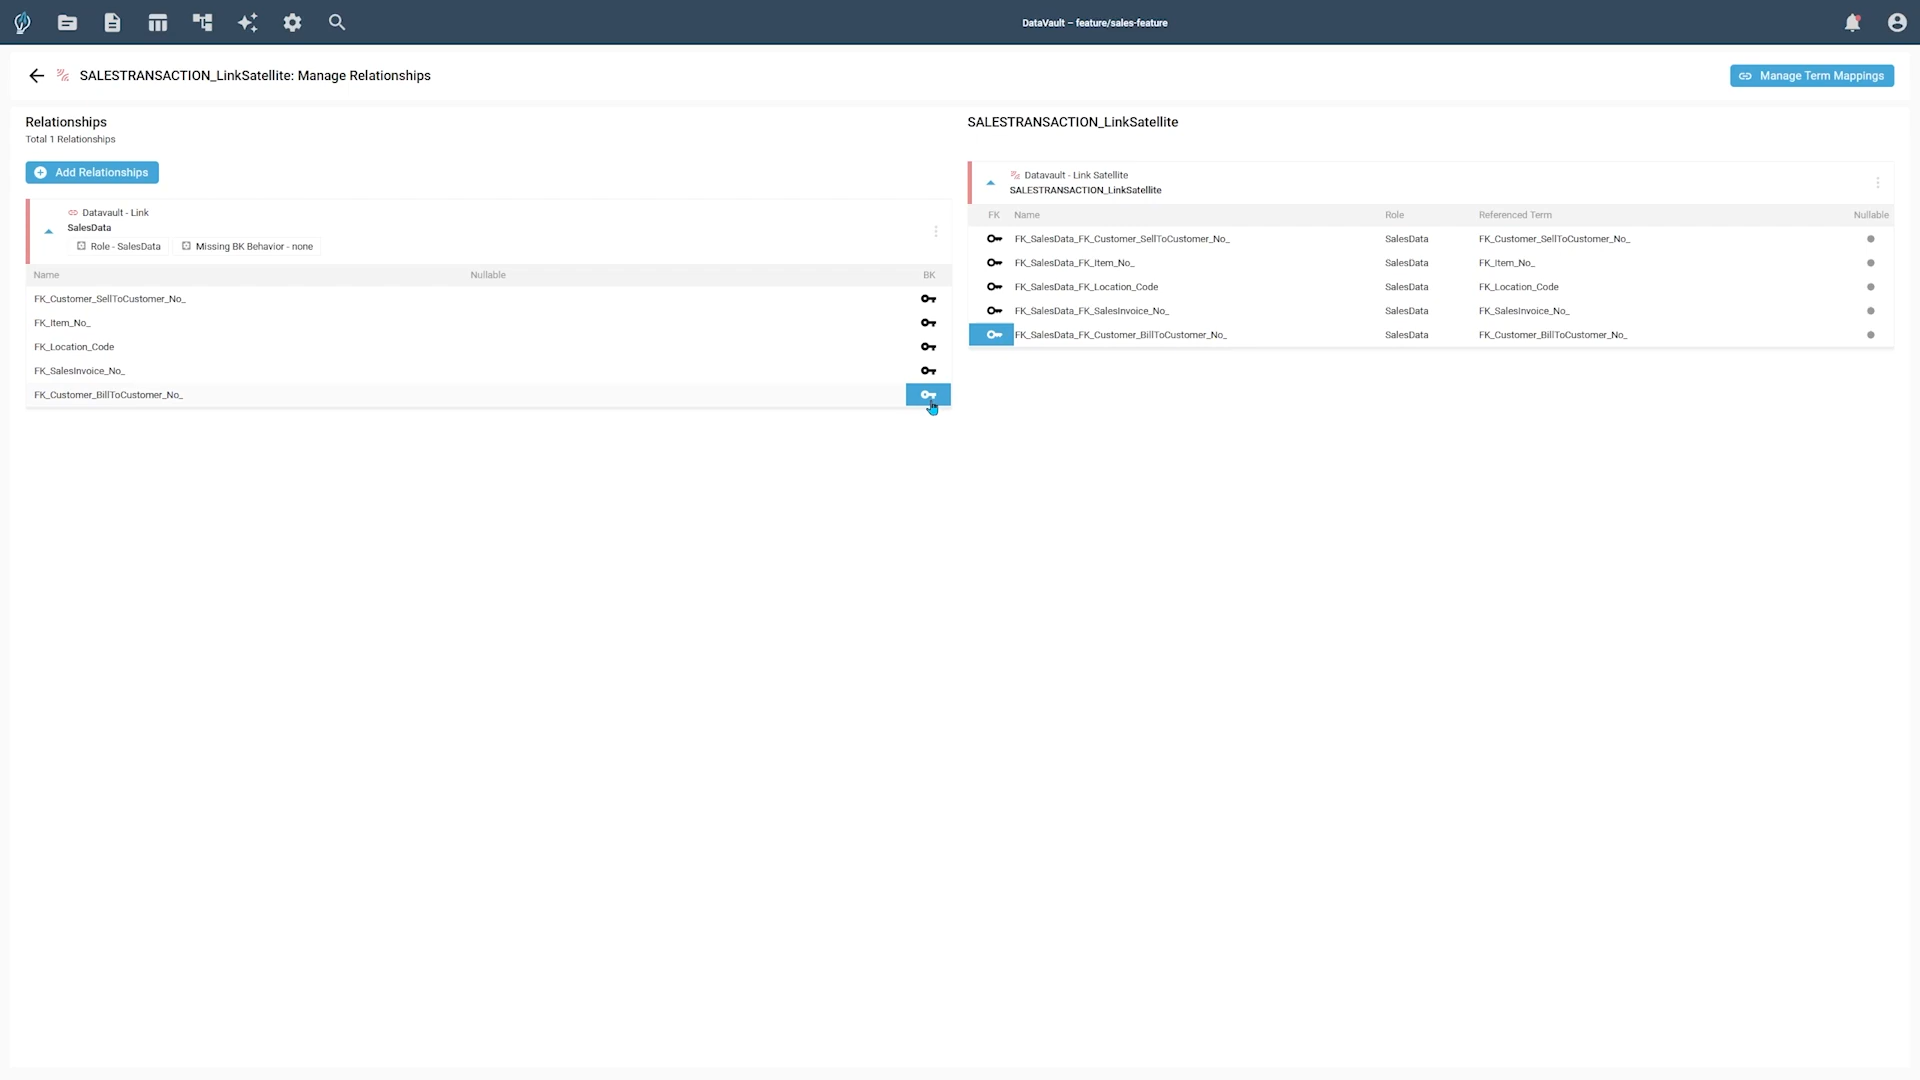 DataVault – feature/sales-feature
SALESTRANSACTION_LinkSatellite: Manage Relationships
Manage Term Mappings
Relationships
Total 1 Relationships
Add Relationships
Datavault - Link
SalesData
Role - SalesData
Missing BK Behavior - none
Name Nullable BK
FK_Customer_SellToCustomer_No_
FK_Item_No_
FK_Location_Code
FK_SalesInvoice_No_
FK_Customer_BillToCustomer_No_
SALESTRANSACTION_LinkSatellite
Datavault - Link Satellite
SALESTRANSACTION_LinkSatellite
FK Name Role Referenced Term Nullable
FK_SalesData_FK_Customer_SellToCustomer_No_ SalesData FK_Customer_SellToCustomer_No_
FK_SalesData_FK_Item_No_ SalesData FK_Item_No_
FK_SalesData_FK_Location_Code SalesData FK_Location_Code
FK_SalesData_FK_SalesInvoice_No_ SalesData FK_SalesInvoice_No_
FK_SalesData_FK_Customer_BillToCustomer_No_ SalesData FK_Customer_BillToCustomer_No_